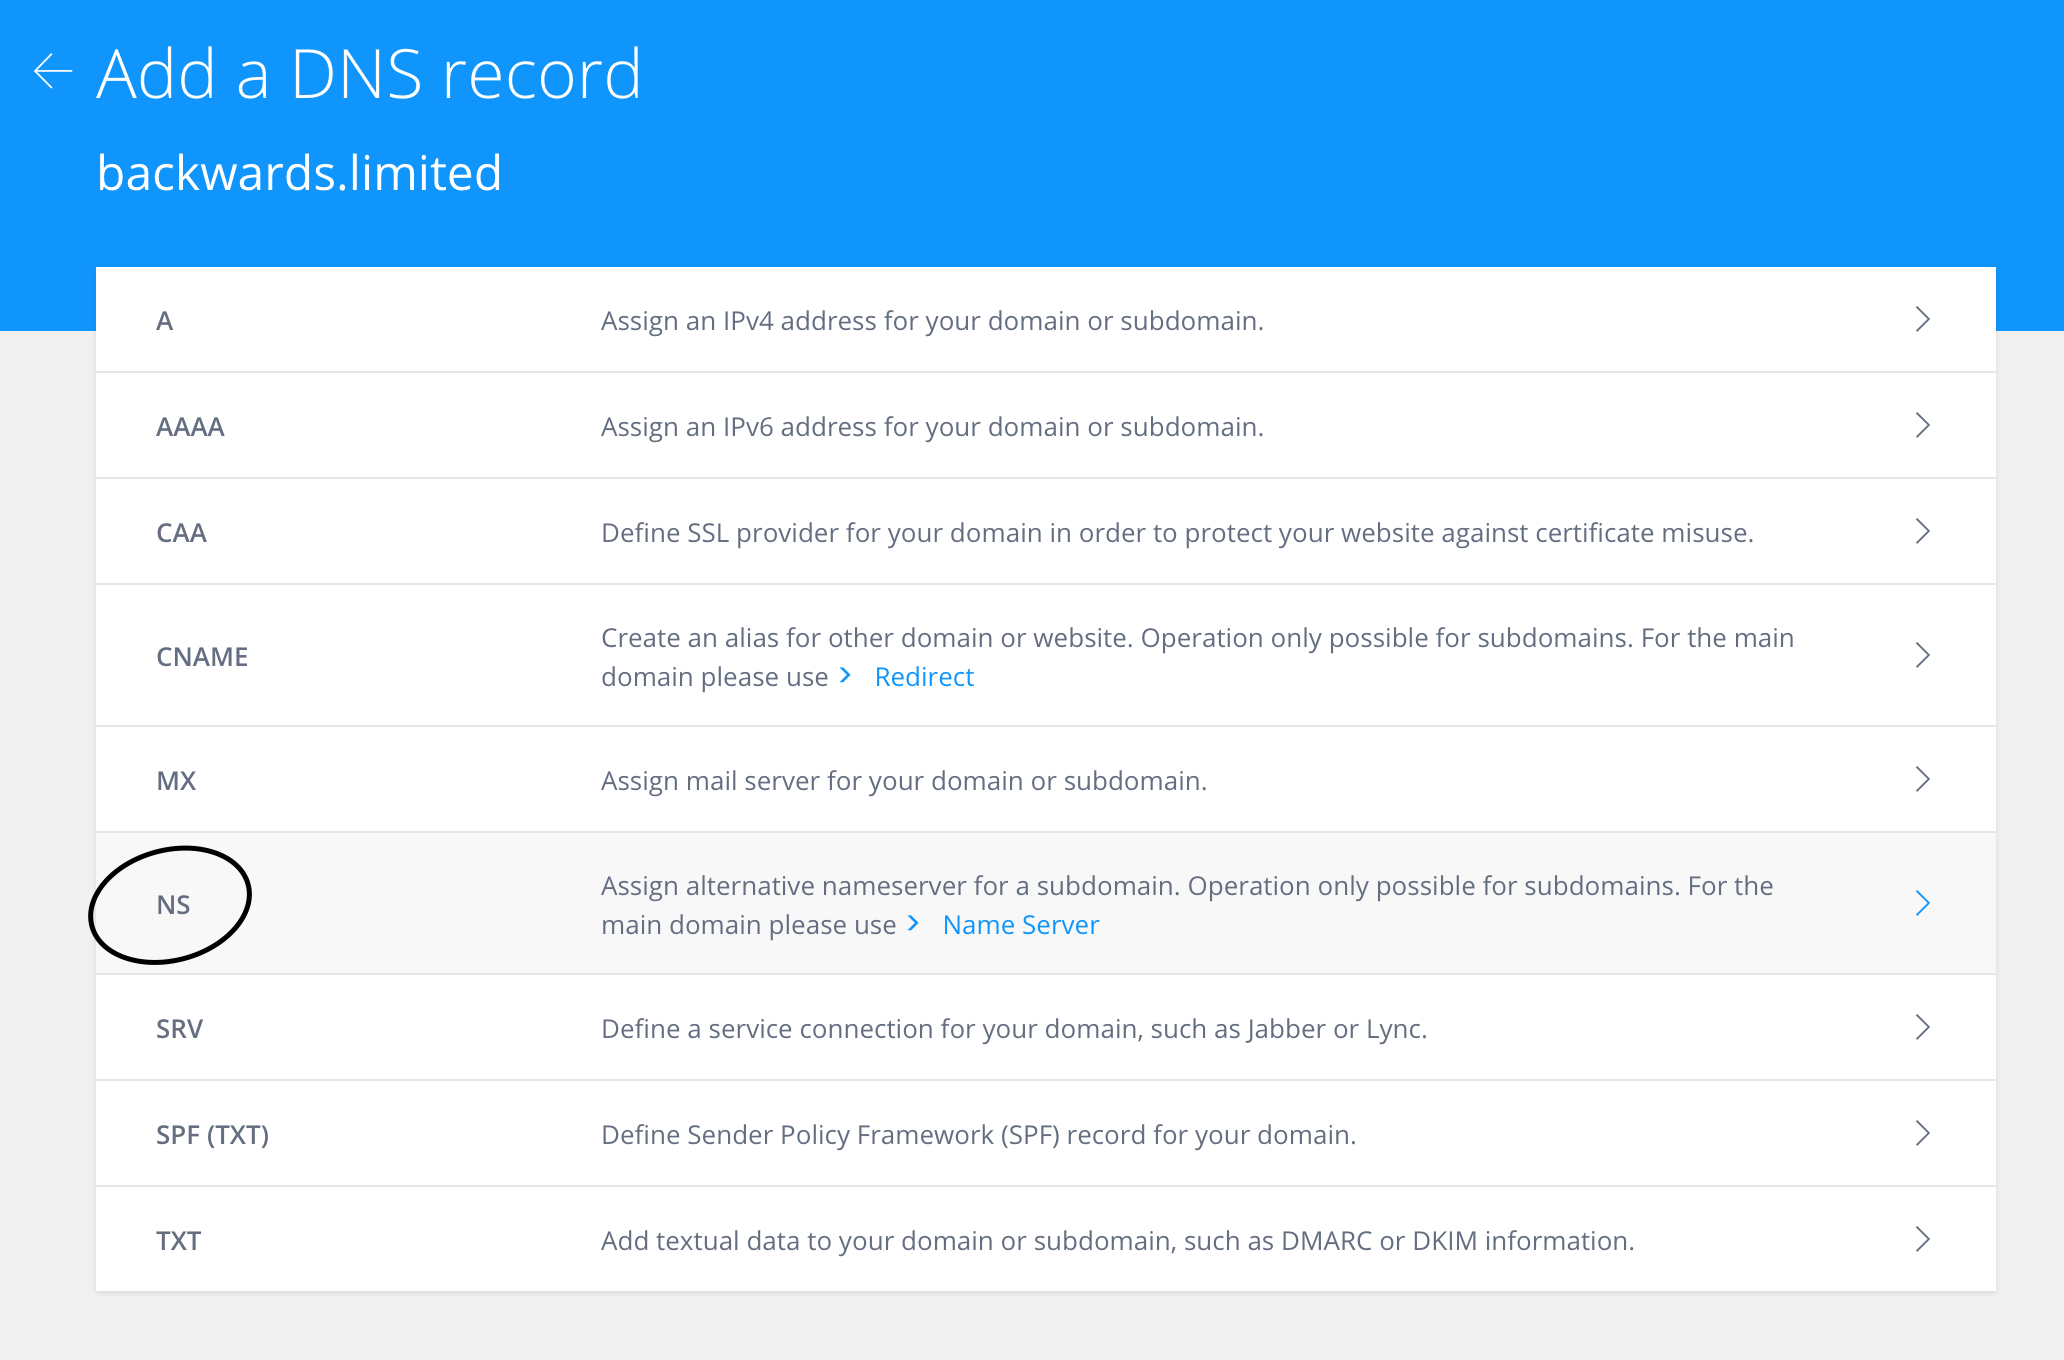 Add a DNS record
backwards.limited
A
Assign an IPv4 address for your domain or subdomain.
AAAA
Assign an IPv6 address for your domain or subdomain.
CAA
Define SSL provider for your domain in order to protect your website against certificate misuse.
CNAME
Create an alias for other domain or website. Operation only possible for subdomains. For the main
domain please use > Redirect
MX
Assign mail server for your domain or subdomain.
NS
Assign alternative nameserver for a subdomain. Operation only possible for subdomains. For the
main domain please use > Name Server
SRV
Define a service connection for your domain, such as Jabber or Lync.
SPF (TXT)
Define Sender Policy Framework (SPF) record for your domain.
TXT
Add textual data to your domain or subdomain, such as DMARC or DKIM information.